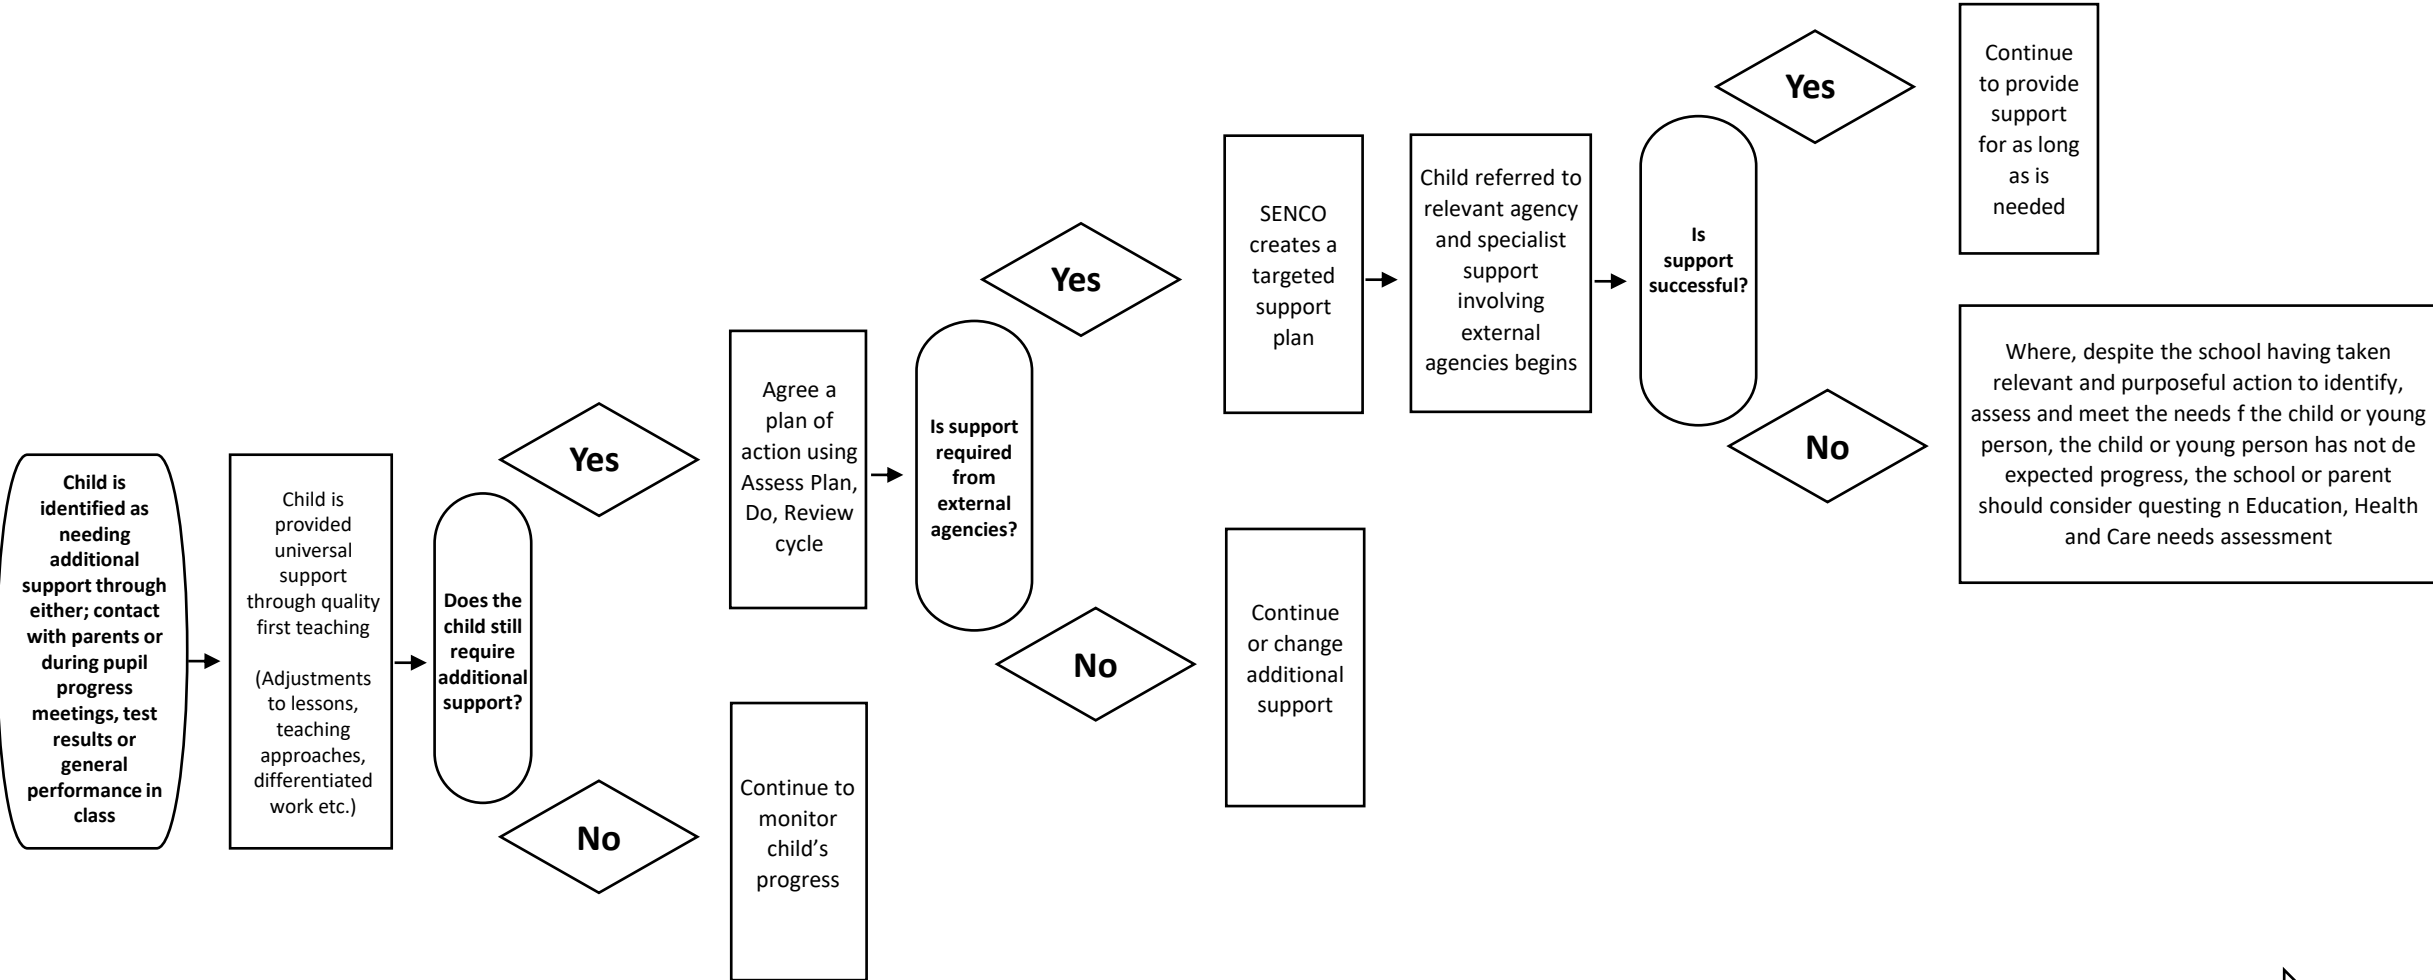 Child is
identified as
needing
additional
support through
either; contact
with parents or
during pupil
progress
meetings, test
results or
general
performance in
class
Child is
provided
universal
support
through quality
first teaching
(Adjustments
to lessons,
teaching
approaches,
differentiated
work etc.)
Does the
child still
require
additional
support?
Yes
No
Agree a
plan of
action using
Assess Plan,
Do, Review
cycle
Continue to
monitor
child’s
progress
Is support
required
from
external
agencies?
Yes
No
SENCO
creates a
targeted
support
plan
Continue
or change
additional
support
Child referred to
relevant agency
and specialist
support
involving
external
agencies begins
Is
support
successful?
Yes
No
Continue
to provide
support
for as long
as is
needed
Where, despite the school having taken
relevant and purposeful action to identify,
assess and meet the needs f the child or young
person, the child or young person has not de
expected progress, the school or parent
should consider questing n Education, Health
and Care needs assessment